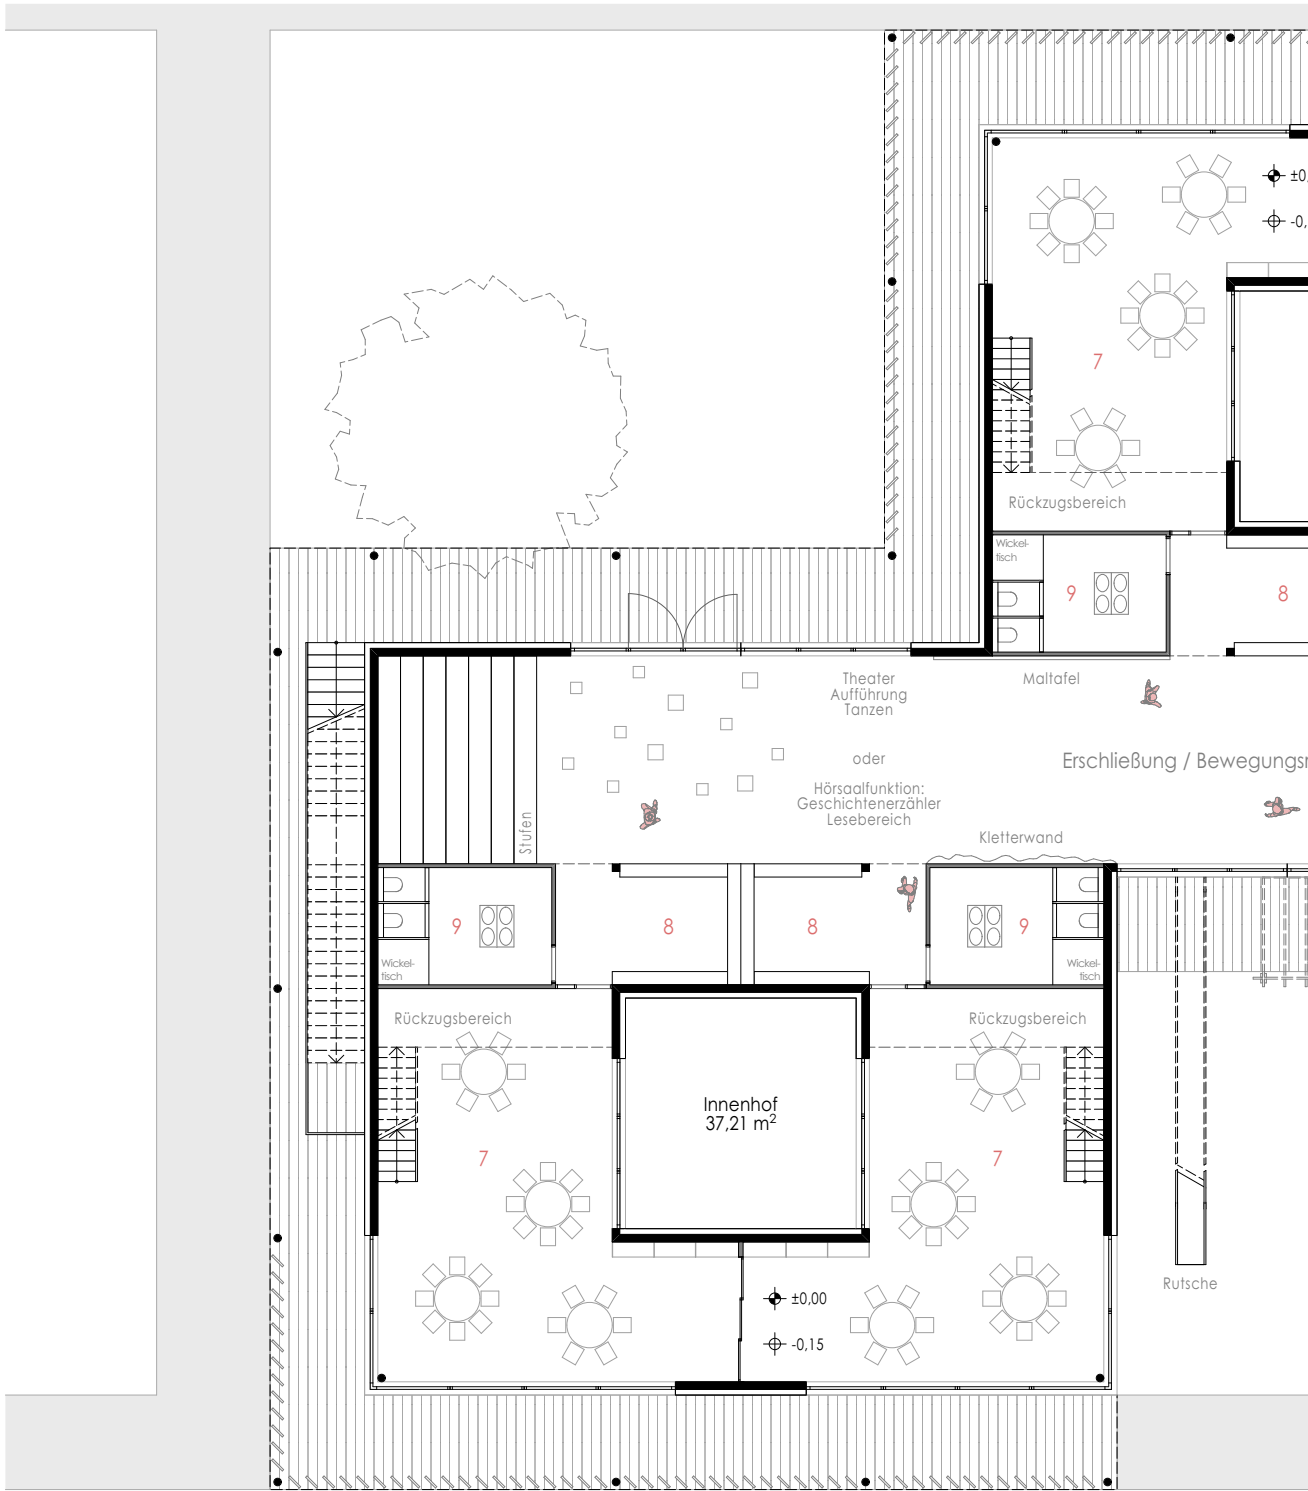 ±0,
-0,
7
Rückzugsbereich
Wickel-
tisch
9
8
Theater
Aufführung
Tanzen
Maltafel
oder
Erschließung / Bewegungsr
Hörsaalfunktion:
Geschichtenerzähler
Lesebereich
Stufen
Kletterwand
9
8
8
9
Wickel-
tisch
Wickel-
tisch
Rückzugsbereich
Rückzugsbereich
Innenhof
37,21 m²
7
7
Rutsche
±0,00
-0,15